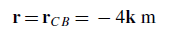 r = r_CB = − 4k m